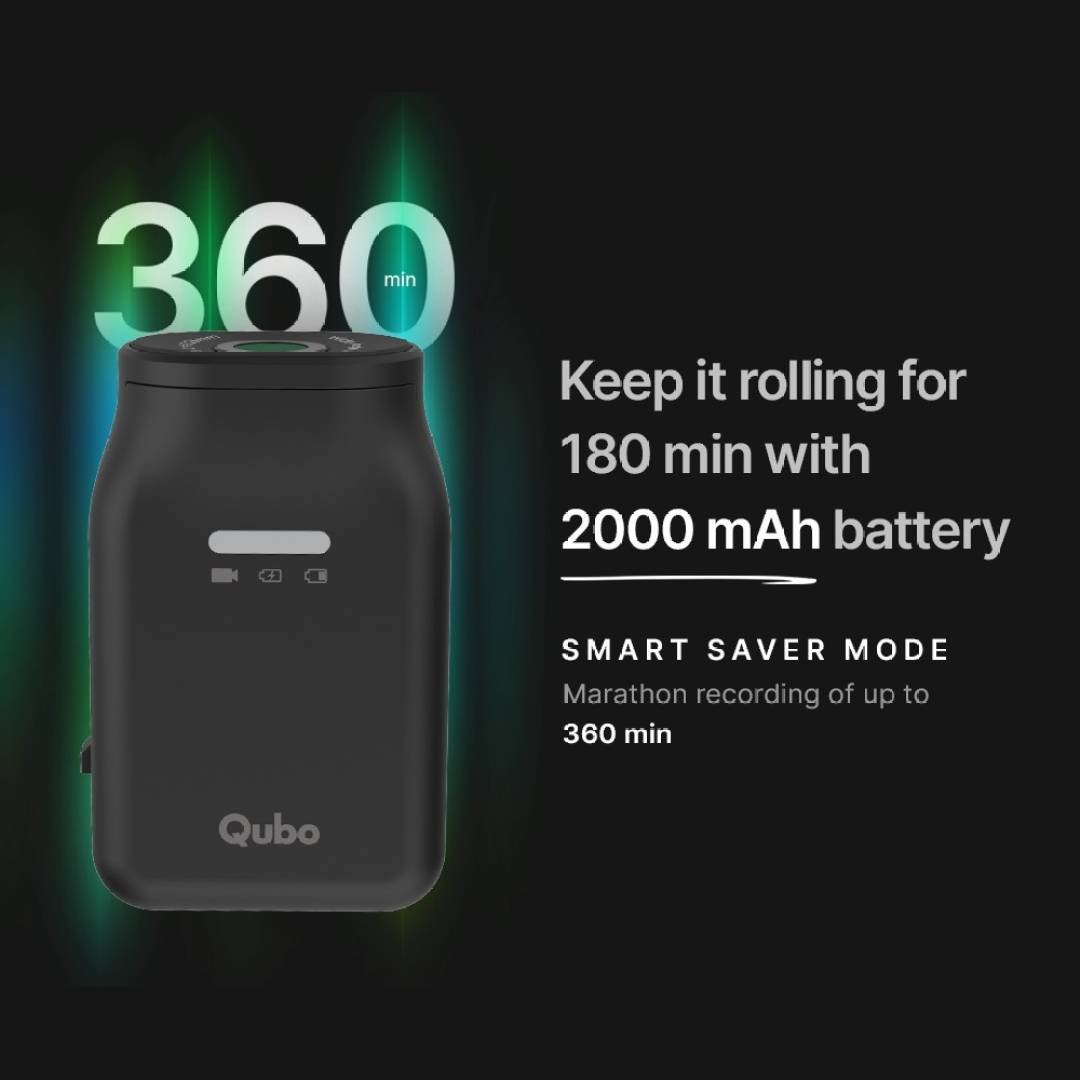 360
min
Keep it rolling for
180 min with
2000 mAh battery
SMART SAVER MODE
Marathon recording of up to
360 min
Qubo